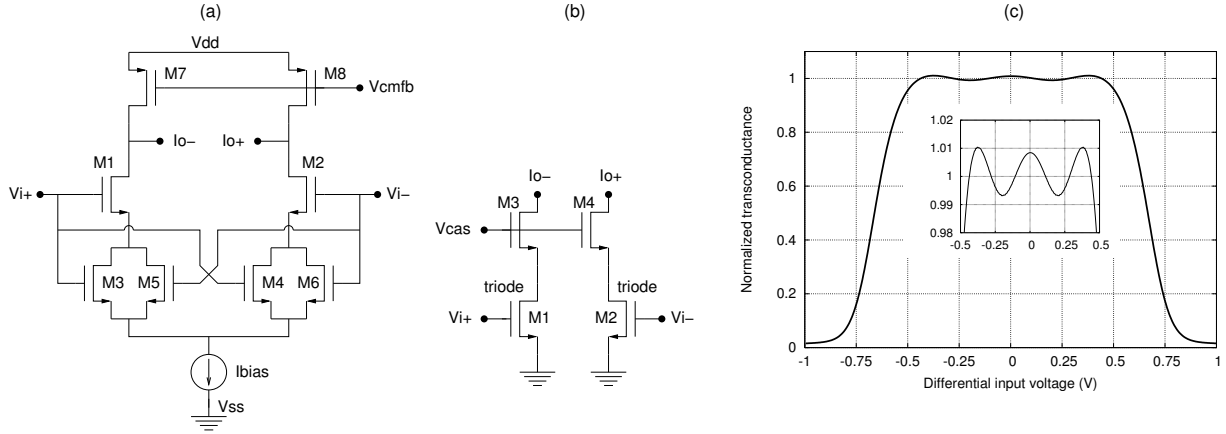 (a)
(b)
(c)
Vdd
M7
M8
Vcmfb
Io−
Io+
M1
M2
Vi+
Vi−
M3
M5
M4
M6
Ibias
Vss
Io−
Io+
M3
M4
Vcas
triode
triode
Vi+
M1
M2
Vi−
Normalized transconductance
1
0.8
0.6
0.4
0.2
0
-1
-0.75
-0.5
-0.25
0
0.25
0.5
0.75
1
Differential input voltage (V)
1.02
1.01
1
0.99
0.98
-0.5
-0.25
0
0.25
0.5